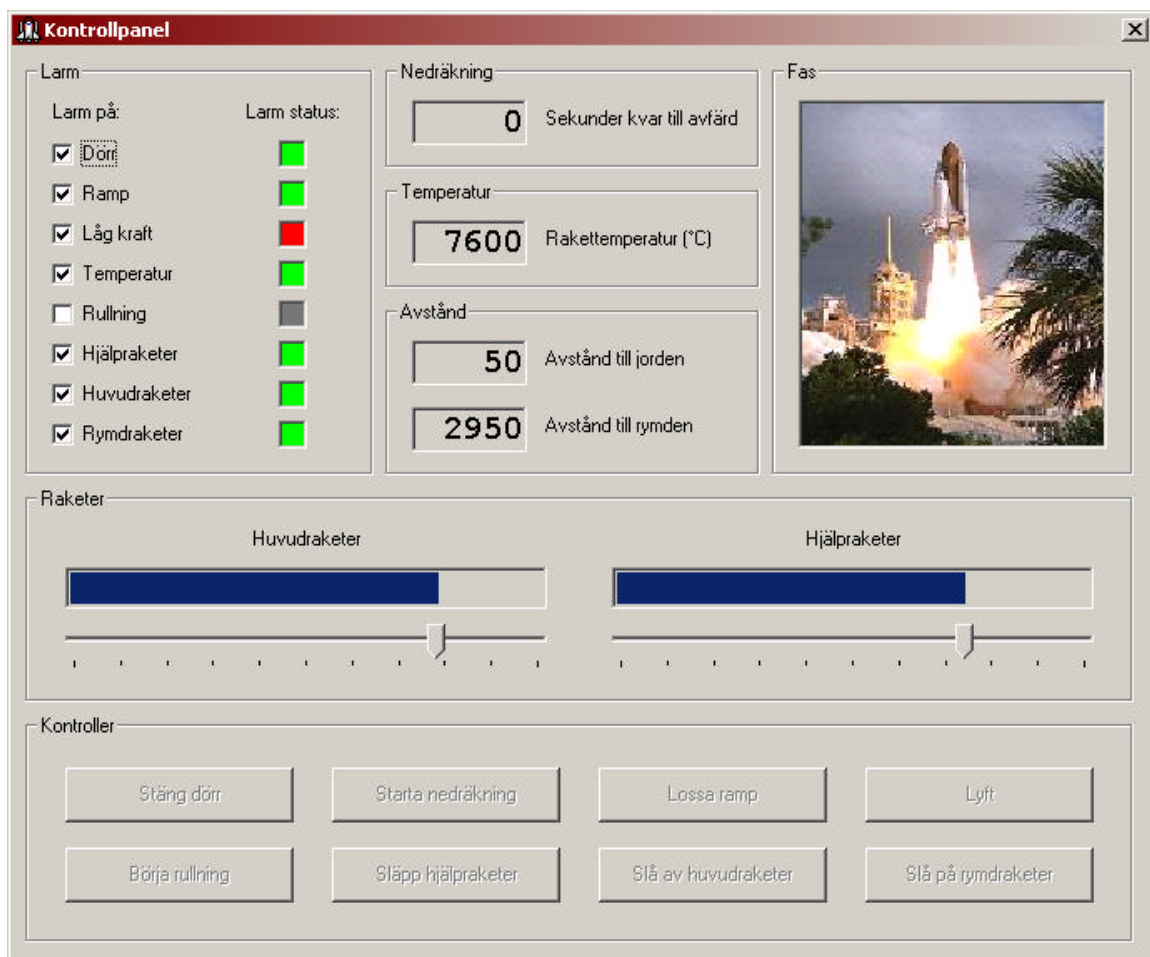 Kontrollpanel
Larm
Larm på:
Larm status:
Dörr
Ramp
Låg kraft
Temperatur
Rullning
Hjälpraketer
Huvudraketer
Rymdraketer
Nedräkning
0 Sekunder kvar till avfärd
Temperatur
7600 Rakettemperatur (°C)
Avstånd
50 Avstånd till jorden
2950 Avstånd till rymden
Fas
Raketer
Huvudraketer
Hjälpraketer
Kontroller
Stäng dörr
Starta nedräkning
Lossa ramp
Lyft
Börja rullning
Släpp hjälpraketer
Slå av huvudraketer
Slå på rymdraketer